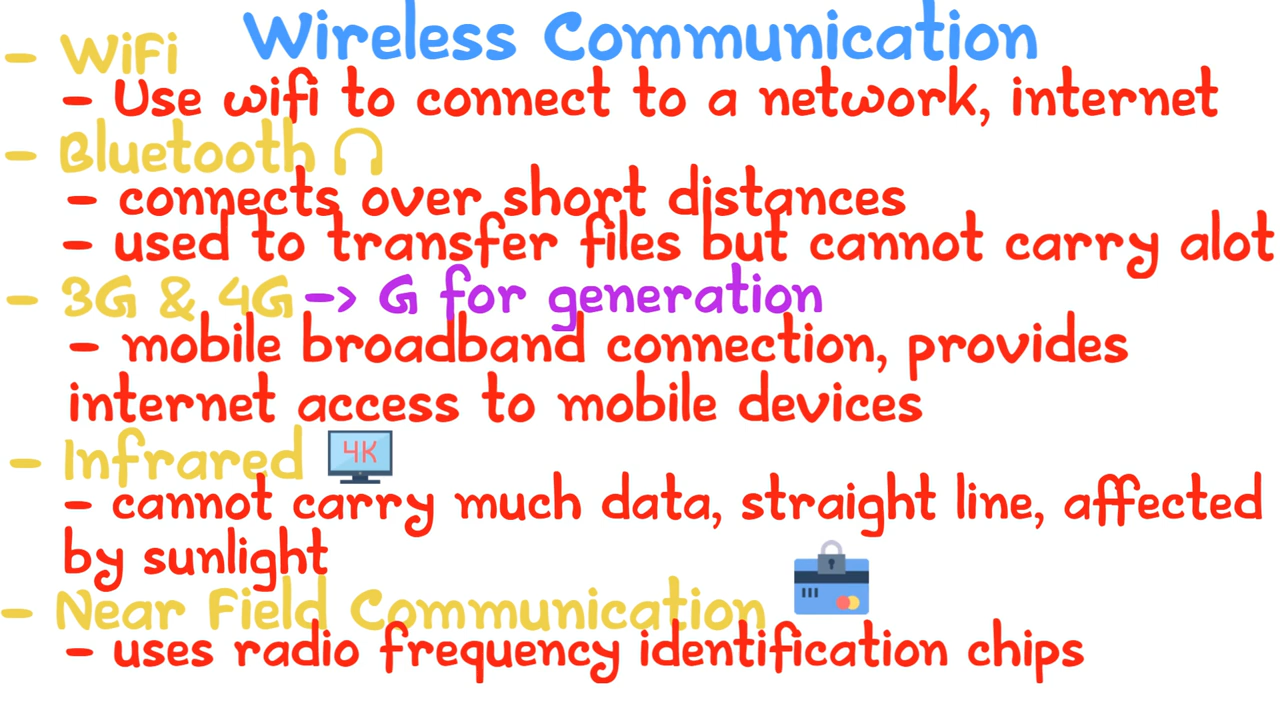 Wireless Communication
- WiFi
- Use wifi to connect to a network, internet
- Bluetooth
- connects over short distances
- used to transfer files but cannot carry alot
- 3G & 4G -> G for generation
- mobile broadband connection, provides
internet access to mobile devices
- Infrared
4K
- cannot carry much data, straight line, affected
by sunlight
- Near Field Communication
- uses radio frequency identification chips